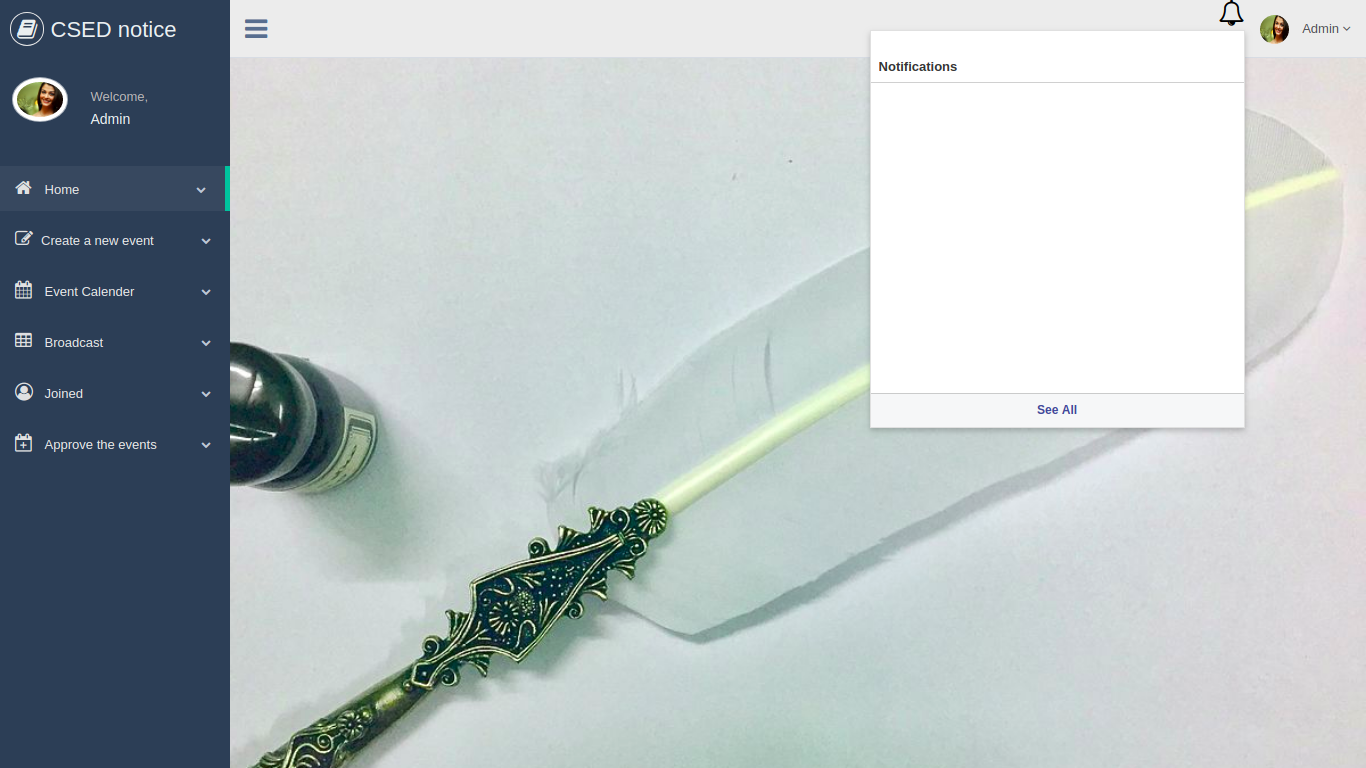 CSED notice
Welcome,
Admin
Home
Create a new event
Event Calender
Broadcast
Joined
Approve the events
Admin
Notifications
See All